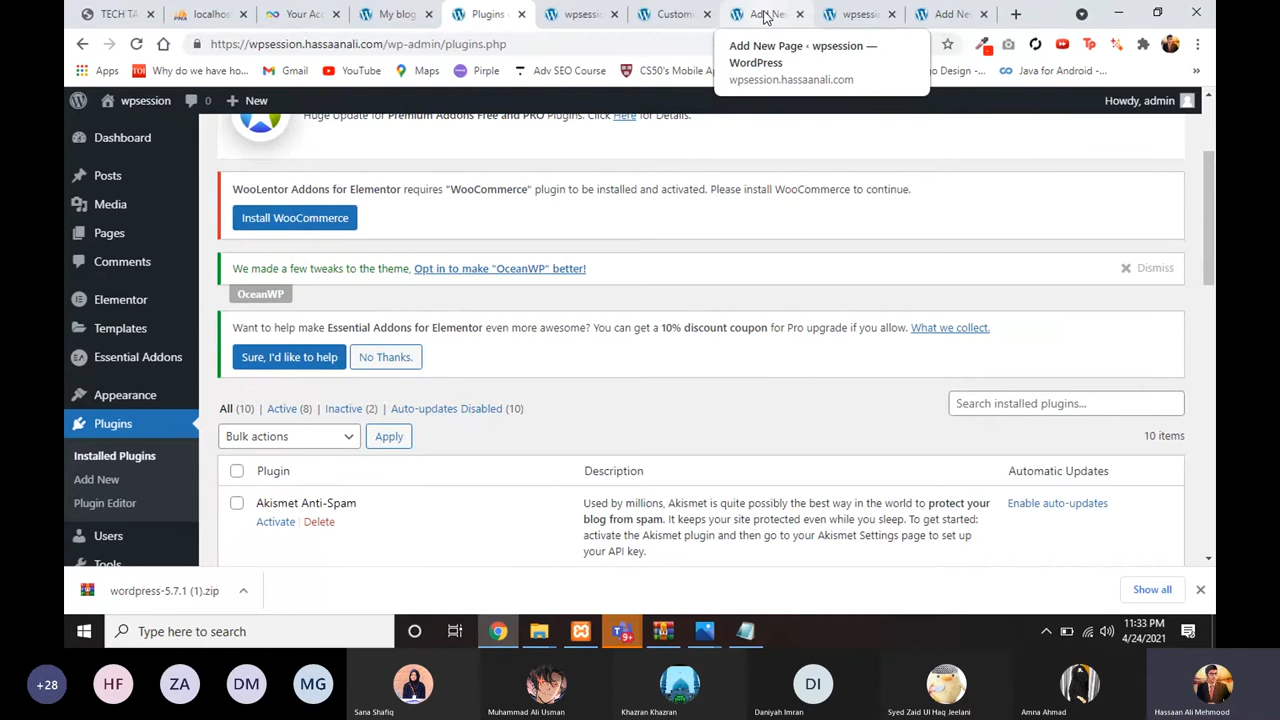 TECH TA
localhos
Your Ac
My blog
Plugins
wpsessi
Custom
Add New
wpsessi
Add Ne
https://wpsession.hassaanali.com/wp-admin/plugins.php
Add New Page ‹ wpsession —
WordPress
wpsession.hassaanali.com
Apps
Why do we have ho...
Gmail
YouTube
Maps
Pirple
Adv SEO Course
CS50's Mobile A
go Design -...
Java for Android -...
»
wpsession
0
New
Howdy, admin
Huge Update for Premium Addons Free and PRO Plugins. Click Here for Details.
Dashboard
Posts
Media
Pages
Comments
Elementor
Templates
Essential Addons
Appearance
Plugins
Installed Plugins
Add New
Plugin Editor
Users
Tools
WooLentor Addons for Elementor requires "WooCommerce" plugin to be installed and activated. Please install WooCommerce to continue.
Install WooCommerce
We made a few tweaks to the theme, Opt in to make "OceanWP" better!
Dismiss
OceanWP
Want to help make Essential Addons for Elementor even more awesome? You can get a 10% discount coupon for Pro upgrade if you allow. What we collect.
Sure, I'd like to help
No Thanks.
All (10) | Active (8) | Inactive (2) | Auto-updates Disabled (10)
Search installed plugins...
Bulk actions
Apply
10 items
Plugin
Description
Automatic Updates
Akismet Anti-Spam
Activate | Delete
Used by millions, Akismet is quite possibly the best way in the world to protect your
blog from spam. It keeps your site protected even while you sleep. To get started:
activate the Akismet plugin and then go to your Akismet Settings page to set up
your API key.
Enable auto-updates
wordpress-5.7.1 (1).zip
Show all
Type here to search
9+
11:33 PM
4/24/2021
+28
HF
ZA
DM
MG
DI
Sana Shafiq
Muhammad Ali Usman
Khazran Khazran
Daniyah Imran
Syed Zaid Ul Haq Jeelani
Amna Ahmad
Hassaan Ali Mehmood